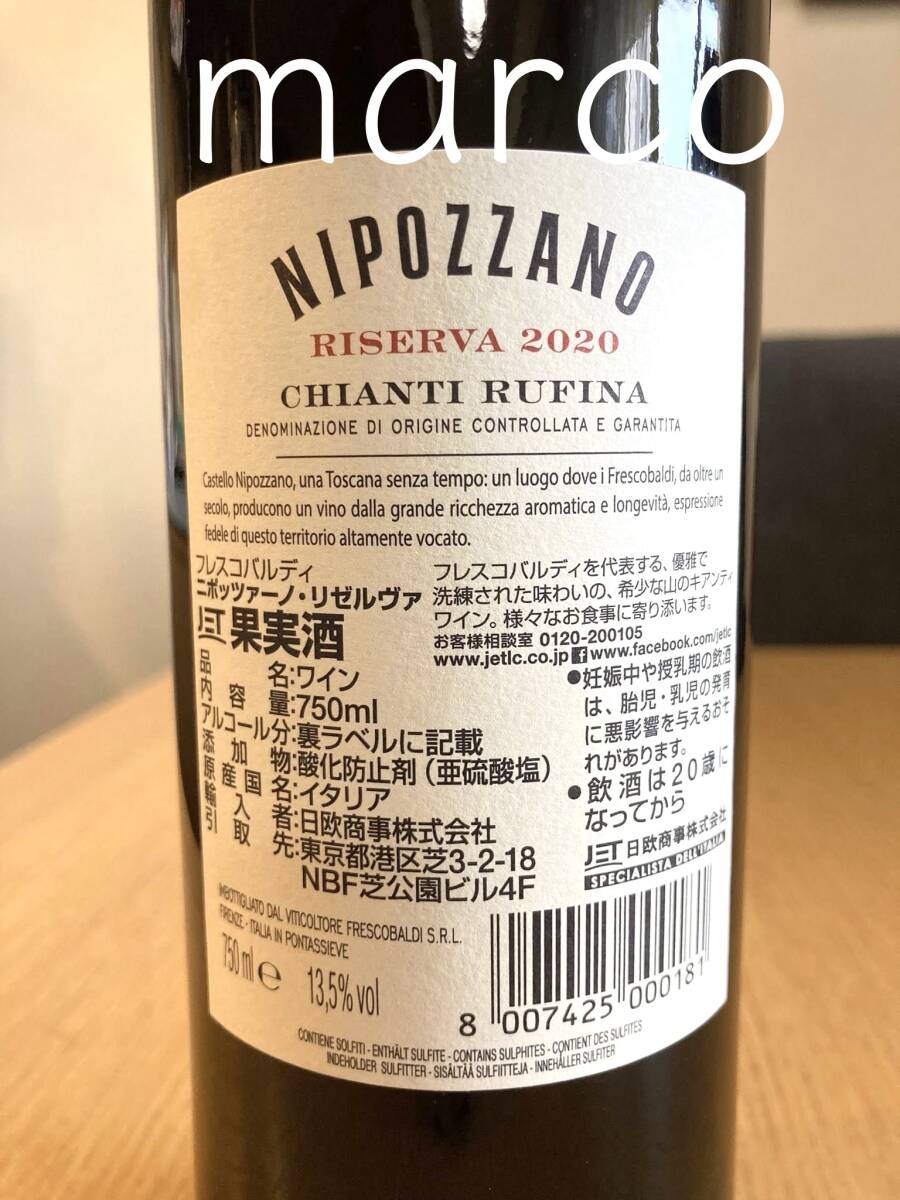 marco
NIPOZZANO
RISERVA 2020
CHIANTI RUFINA
DENOMINAZIONE DI ORIGINE CONTROLLATA E GARANTITA
Castello Nipozzano, una Toscana senza tempo: un luogo dove i Frescobaldi, da oltre un
secolo, producono un vino dalla grande ricchezza aromatica e longevità, espressione
fedele di questo territorio altamente vocato.
フレスコバルディ
ニポッツァーノ・リゼルヴァ
JET 果実酒
品名:ワイン
内容量:750ml
アルコール分:裏ラベルに記載
添加物:酸化防止剤(亜硫酸塩)
原産国名:イタリア
輸入者:日欧商事株式会社
引取先:東京都港区芝3-2-18
NBF芝公園ビル4F
フレスコバルディを代表する、優雅で
洗練された味わいの、希少な山のキアンティ
ワイン。様々なお食事に寄り添います。
お客様相談室 0120-200105
www.jetlc.co.jp f www.facebook.com/jetlc
●妊娠中や授乳期の飲酒
は、胎児・乳児の発育
に悪影響を与えるおそ
れがあります。
●飲酒は20歳に
なってから
JET 日欧商事株式会社
SPECIALISTA DELL'ITALIA
IMBOTTIGLIATO DAL VITICOLTORE FRESCOBALDI S.R.L.
FIRENZE - ITALIA IN PONTASSIEVE
750 ml e 13,5% vol
8 007425 000181
CONTIENE SOLFITI - ENTHÄLT SULFITE - CONTAINS SULPHITES - CONTIENT DES SULFITES
INDEHOLDER SULFITTER - SISÄLTÄÄ SULFIITTEJA - INNEHÅLLER SULFITER